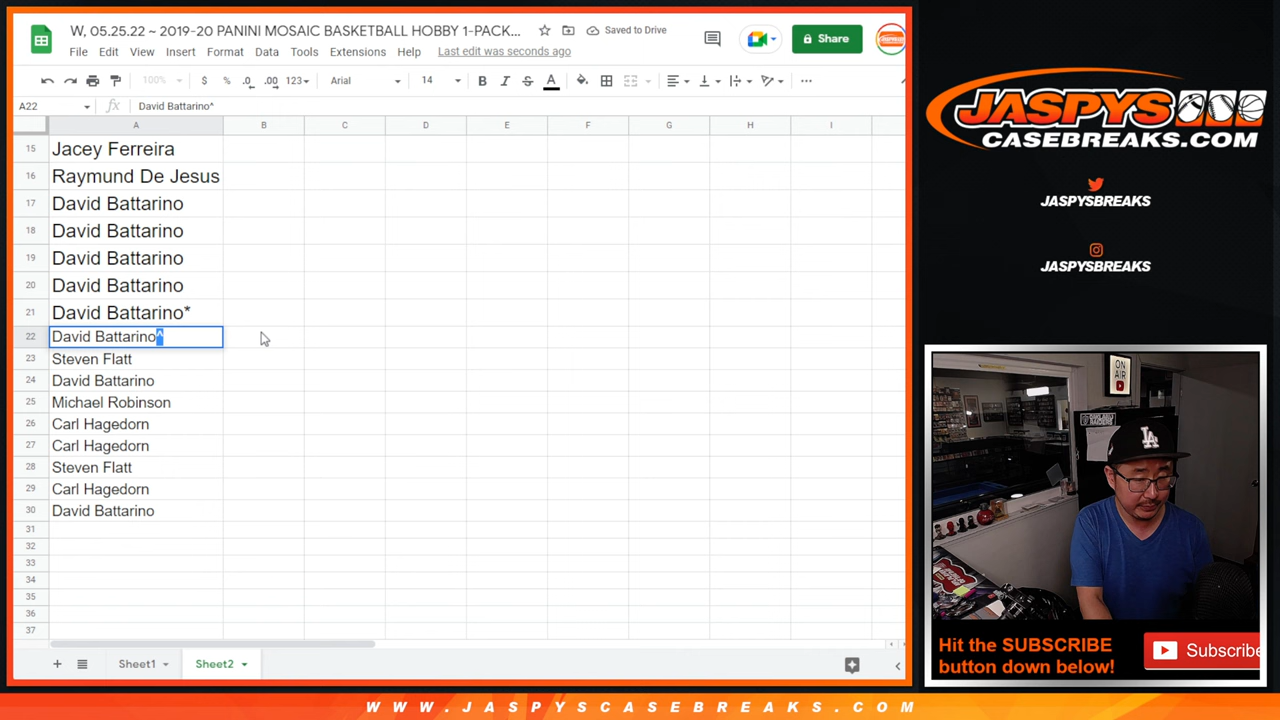 W, 05.25.22 ~ 2019-20 PANINI MOSAIC BASKETBALL HOBBY 1-PACK...
Saved to Drive
Share
File Edit View Insert Format Data Tools Extensions Help Last edit was seconds ago
100% $ % .0 .00 123 Arial 14 B I S A
A22 fx David Battarino^
A B C D E F G H I
15 Jacey Ferreira
16 Raymund De Jesus
17 David Battarino
18 David Battarino
19 David Battarino
20 David Battarino
21 David Battarino*
22 David Battarino^
23 Steven Flatt
24 David Battarino
25 Michael Robinson
26 Carl Hagedorn
27 Carl Hagedorn
28 Steven Flatt
29 Carl Hagedorn
30 David Battarino
31
32
33
34
35
36
37
+ Sheet1 Sheet2
JASPYS
CASEBREAKS.COM
JASPYSBREAKS
JASPYSBREAKS
ON
AIR
LA
Hit the SUBSCRIBE
button down below!
Subscribe
WWW.JASPYSCASEBREAKS.COM